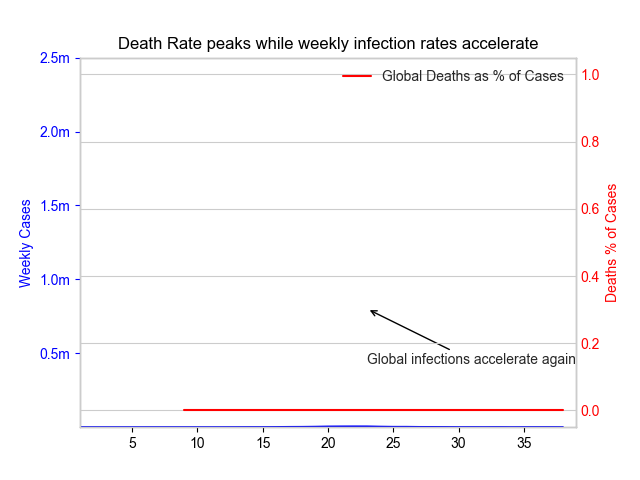 Death Rate peaks while weekly infection rates accelerate
2.5m
2.0m
1.5m
1.0m
0.5m
Weekly Cases
Global Deaths as % of Cases
Global infections accelerate again
1.0
0.8
0.6
0.4
0.2
0.0
Deaths % of Cases
5 10 15 20 25 30 35